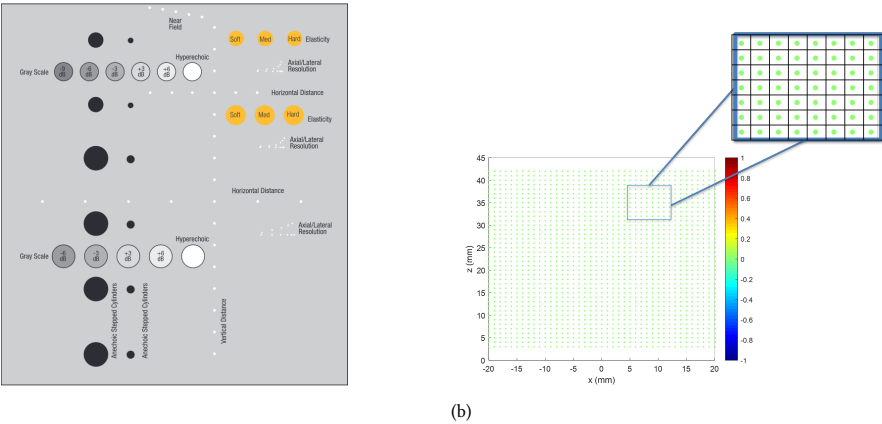 Near
Field
Soft Med Hard Elasticity
Hyperechoic
Gray Scale
-9
dB
-6
dB
-3
dB
+3
dB
+6
dB
Axial/Lateral
Resolution
Horizontal Distance
Soft Med Hard
Elasticity
Axial/Lateral
Resolution
Horizontal Distance
Axial/Lateral
Resolution
Hyperechoic
Gray Scale
-6
dB
-3
dB
+3
dB
+6
dB
Anechoic Stepped Cylinders
Anechoic Stepped Cylinders
Vertical Distance
45
40
35
30
25
20
15
10
5
0
z (mm)
-20 -15 -10 -5 0 5 10 15 20
x (mm)
1
0.8
0.6
0.4
0.2
0
-0.2
-0.4
-0.6
-0.8
-1
(b)